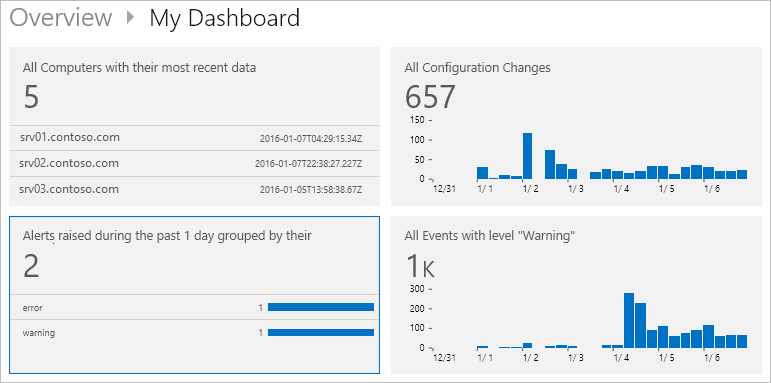 Overview My Dashboard
All Computers with their most recent data
5
srv01.contoso.com 2016-01-07T04:29:15.34Z
srv02.contoso.com 2016-01-07T22:38:27.227Z
srv03.contoso.com 2016-01-05T13:58:38.67Z
All Configuration Changes
657
150
100
50
0
12/31 1/1 1/2 1/3 1/4 1/5 1/6
Alerts raised during the past 1 day grouped by their
2
error 1
warning 1
All Events with level "Warning"
1K
300
200
100
0
12/31 1/1 1/2 1/3 1/4 1/5 1/6